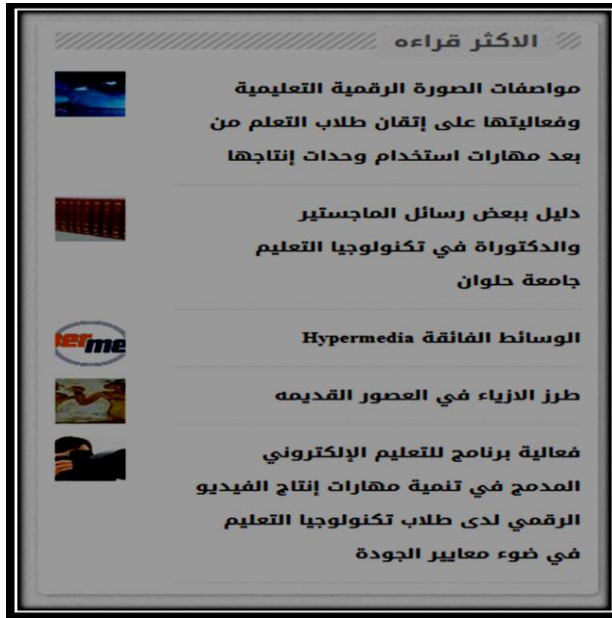 الاكثر قراءه
مواصفات الصورة الرقمية التعليمية
وفعاليتها على إتقان طلاب التعلم من
بعد مهارات استخدام وحدات إنتاجها
دليل ببعض رسائل الماجستير
والدكتوراة في تكنولوجيا التعليم
جامعة حلوان
الوسائط الفائقة Hypermedia
erme
طرز الازياء في العصور القديمه
فعالية برنامج للتعليم الإلكتروني
المدمج في تنمية مهارات إنتاج الفيديو
الرقمي لدى طلاب تكنولوجيا التعليم
في ضوء معايير الجودة